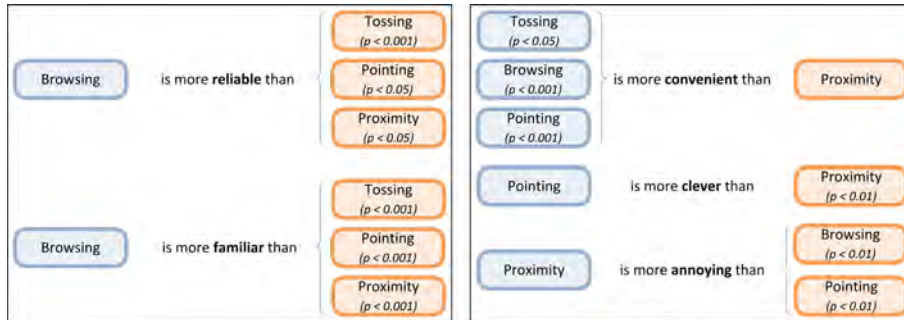 Tossing
(p < 0.001)
Browsing is more reliable than Pointing
(p < 0.05)
Proximity
(p < 0.05)
Tossing
(p < 0.001)
Browsing is more familiar than Pointing
(p < 0.001)
Proximity
(p < 0.001)
Tossing
(p < 0.05)
Browsing
(p < 0.001)
is more convenient than Proximity
Pointing
(p < 0.001)
Pointing is more clever than Proximity
(p < 0.01)
Browsing
(p < 0.01)
Proximity is more annoying than
Pointing
(p < 0.01)